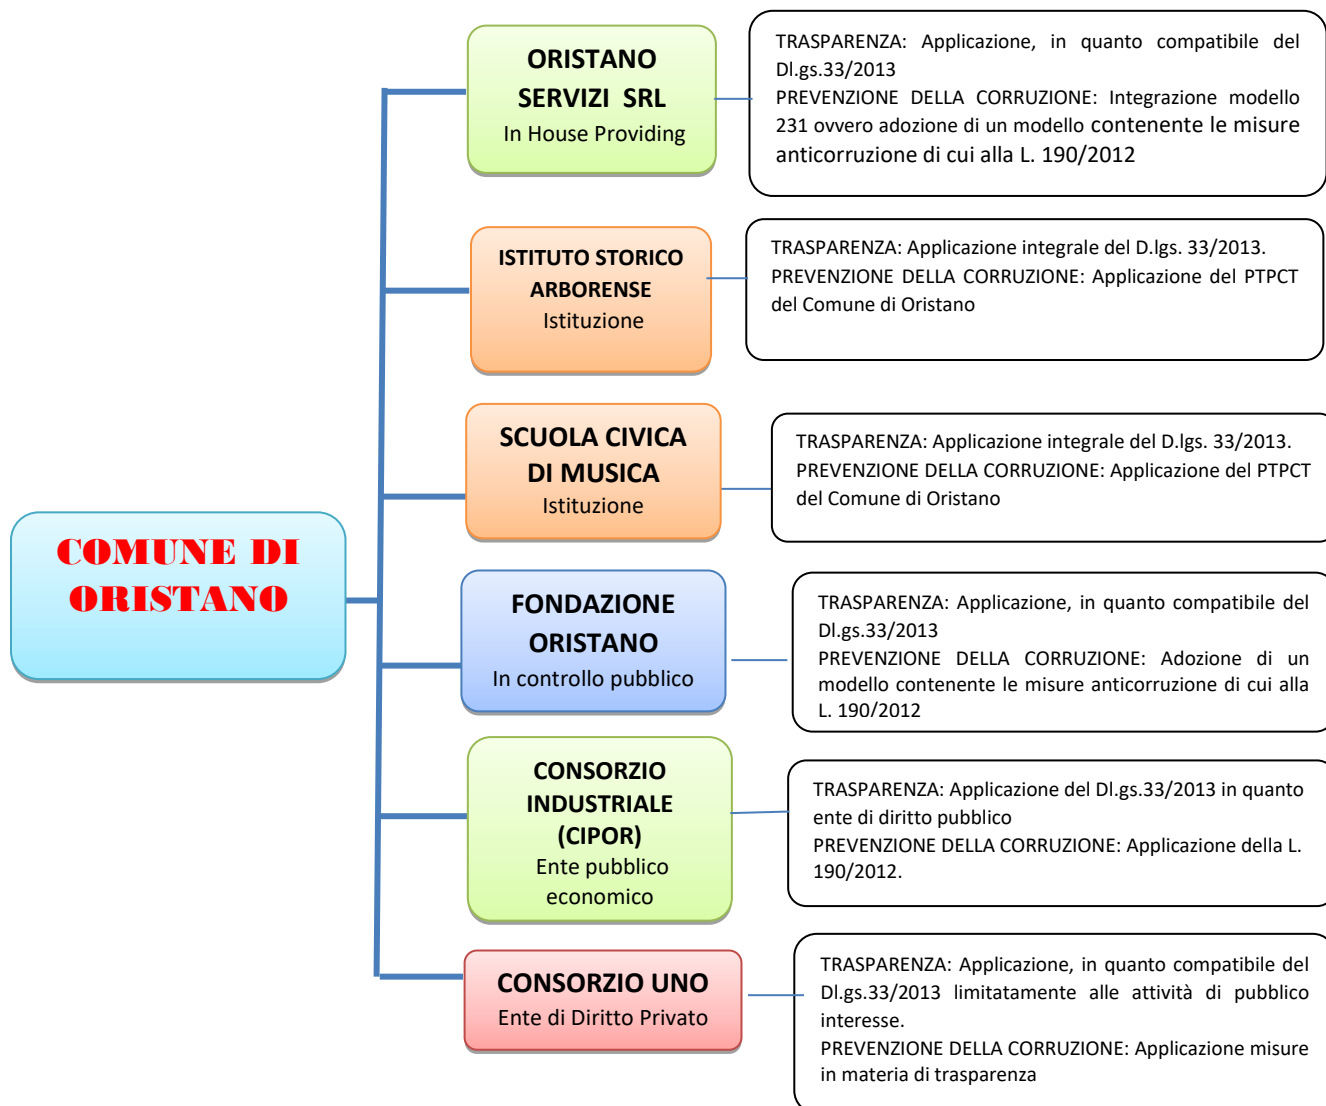 COMUNE DI
ORISTANO
ORISTANO
SERVIZI SRL
In House Providing
TRASPARENZA: Applicazione, in quanto compatibile del
Dl.gs.33/2013
PREVENZIONE DELLA CORRUZIONE: Integrazione modello
231 ovvero adozione di un modello contenente le misure
anticorruzione di cui alla L. 190/2012
ISTITUTO STORICO
ARBORENSE
Istituzione
TRASPARENZA: Applicazione integrale del D.lgs. 33/2013.
PREVENZIONE DELLA CORRUZIONE: Applicazione del PTPCT
del Comune di Oristano
SCUOLA CIVICA
DI MUSICA
Istituzione
TRASPARENZA: Applicazione integrale del D.lgs. 33/2013.
PREVENZIONE DELLA CORRUZIONE: Applicazione del PTPCT
del Comune di Oristano
FONDAZIONE
ORISTANO
In controllo pubblico
TRASPARENZA: Applicazione, in quanto compatibile del
Dl.gs.33/2013
PREVENZIONE DELLA CORRUZIONE: Adozione di un
modello contenente le misure anticorruzione di cui alla
L. 190/2012
CONSORZIO
INDUSTRIALE
(CIPOR)
Ente pubblico
economico
TRASPARENZA: Applicazione del Dl.gs.33/2013 in quanto
ente di diritto pubblico
PREVENZIONE DELLA CORRUZIONE: Applicazione della L.
190/2012.
CONSORZIO UNO
Ente di Diritto Privato
TRASPARENZA: Applicazione, in quanto compatibile del
Dl.gs.33/2013 limitatamente alle attività di pubblico
interesse.
PREVENZIONE DELLA CORRUZIONE: Applicazione misure
in materia di trasparenza